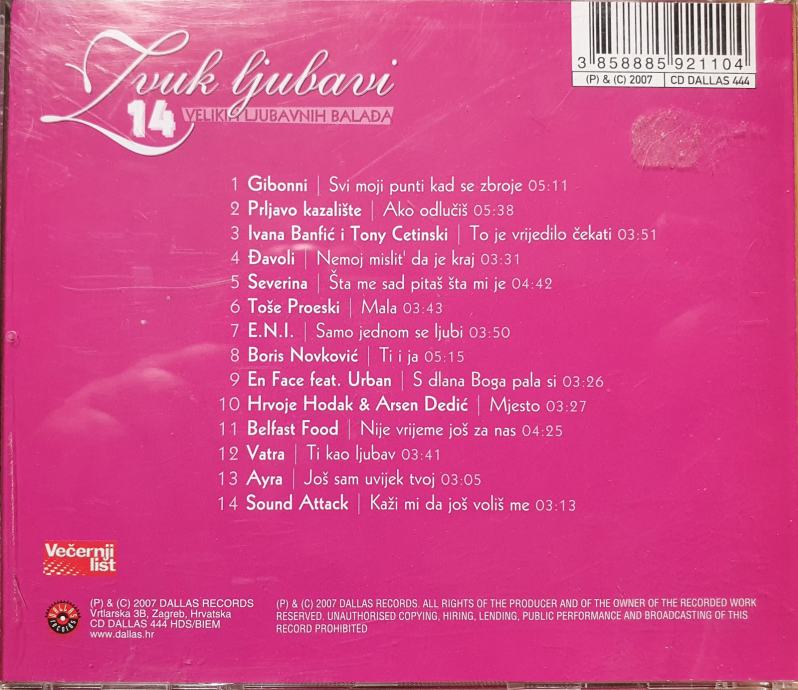 Zvuk ljubavi
14 VELIKIH LJUBAVNIH BALADA
3 858885 921104
(P) & (C) 2007 CD DALLAS 444
1 Gibonni | Svi moji punti kad se zbroje 05:11
2 Prljavo kazalište | Ako odlučiš 05:38
3 Ivana Banfić i Tony Cetinski | To je vrijedilo čekati 03:51
4 Đavoli | Nemoj mislit' da je kraj 03:31
5 Severina | Šta me sad pitaš šta mi je 04:42
6 Toše Proeski | Mala 03:43
7 E.N.I. | Samo jednom se ljubi 03:50
8 Boris Novković | Ti i ja 05:15
9 En Face feat. Urban | S dlana Boga pala si 03:26
10 Hrvoje Hodak & Arsen Dedić | Mjesto 03:27
11 Belfast Food | Nije vrijeme još za nas 04:25
12 Vatra | Ti kao ljubav 03:41
13 Ayra | Još sam uvijek tvoj 03:05
14 Sound Attack | Kaži mi da još voliš me 03:13
Večernji
list
DALLAS
RECORDS
(P) & (C) 2007 DALLAS RECORDS
Vrtlarska 3B, Zagreb, Hrvatska
CD DALLAS 444 HDS/BIEM
www.dallas.hr
(P) & (C) 2007 DALLAS RECORDS. ALL RIGHTS OF THE PRODUCER AND OF THE OWNER OF THE RECORDED WORK
RESERVED. UNAUTHORISED COPYING, HIRING, LENDING, PUBLIC PERFORMANCE AND BROADCASTING OF THIS
RECORD PROHIBITED